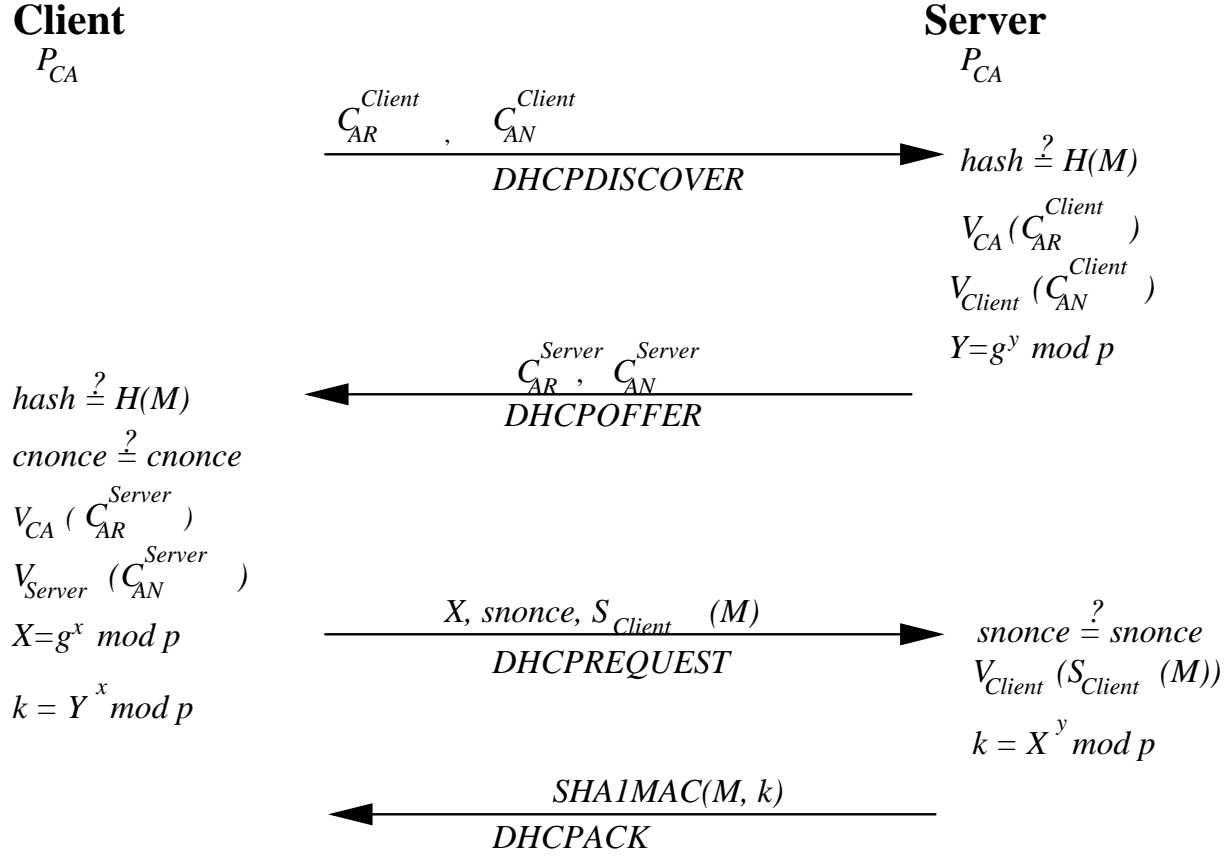 Client Server
P_CA P_CA
C_AR^Client , C_AN^Client
DHCPDISCOVER
hash ≟ H(M)
V_CA (C_AR^Client )
V_Client (C_AN^Client )
Y=g^y mod p
C_AR^Server , C_AN^Server
DHCPOFFER
hash ≟ H(M)
cnonce ≟ cnonce
V_CA ( C_AR^Server )
V_Server (C_AN^Server )
X=g^x mod p
k = Y^x mod p
X, snonce, S_Client (M)
DHCPREQUEST
snonce ≟ snonce
V_Client (S_Client (M))
k = X^y mod p
SHA1MAC(M, k)
DHCPACK